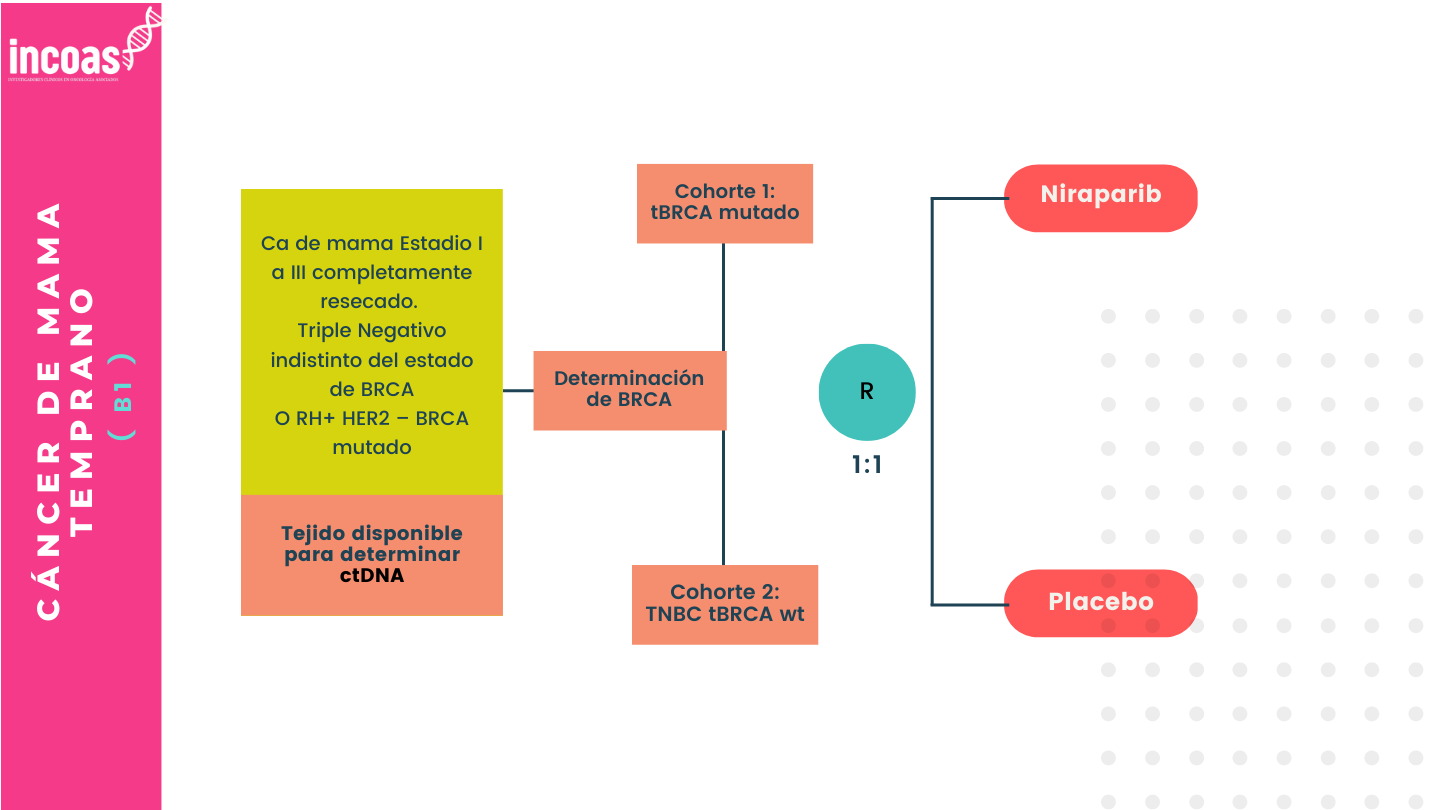 incoas
INVESTIGADORES CLÍNICOS EN ONCOLOGÍA ASOCIADOS
CÁNCER DE MAMA
TEMPRANO
( B1 )
Ca de mama Estadio I
a III completamente
resecado.
Triple Negativo
indistinto del estado
de BRCA
O RH+ HER2 – BRCA
mutado
Tejido disponible
para determinar
ctDNA
Determinación
de BRCA
Cohorte 1:
tBRCA mutado
Cohorte 2:
TNBC tBRCA wt
R
1:1
Niraparib
Placebo